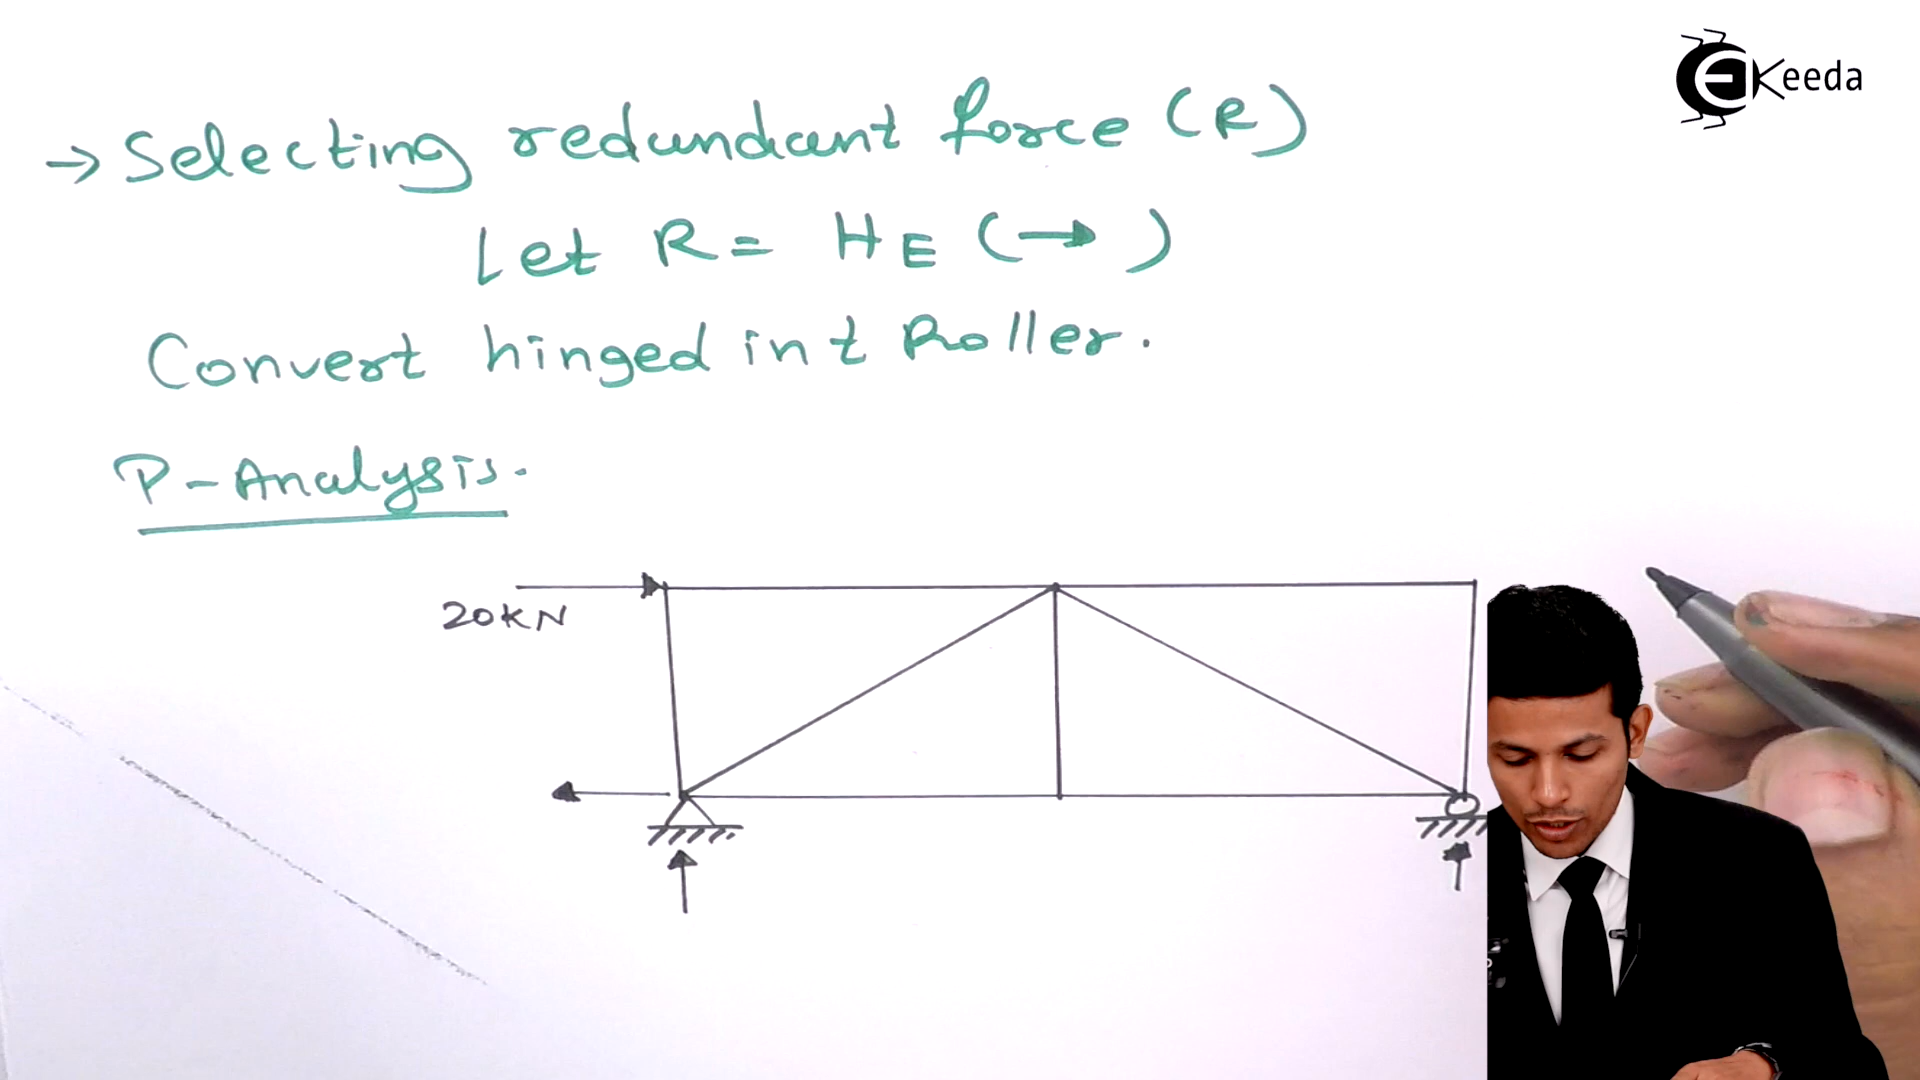 EKeeda
→ Selecting redundant force (R)
Let R = HE (→)
Convert hinged int Roller.
P-Analysis.
20KN